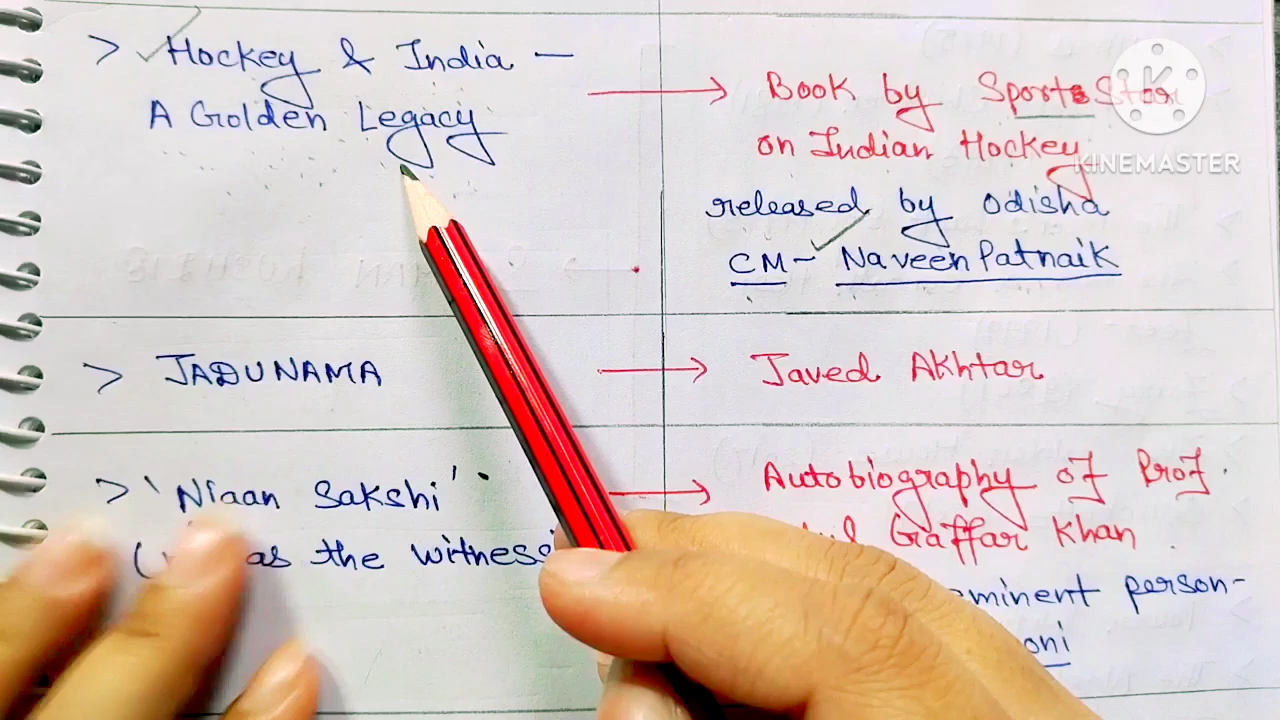 > Hockey & India —
A Golden Legacy
→ Book by Sports Star
on Indian Hockey
released by Odisha
CM - Naveen Patnaik
KINEMASTER
> JADUNAMA → Javed Akhtar
> 'Niaan Sakshi' → Autobiography of Prof.
as the witness
Gaffar Khan
person-